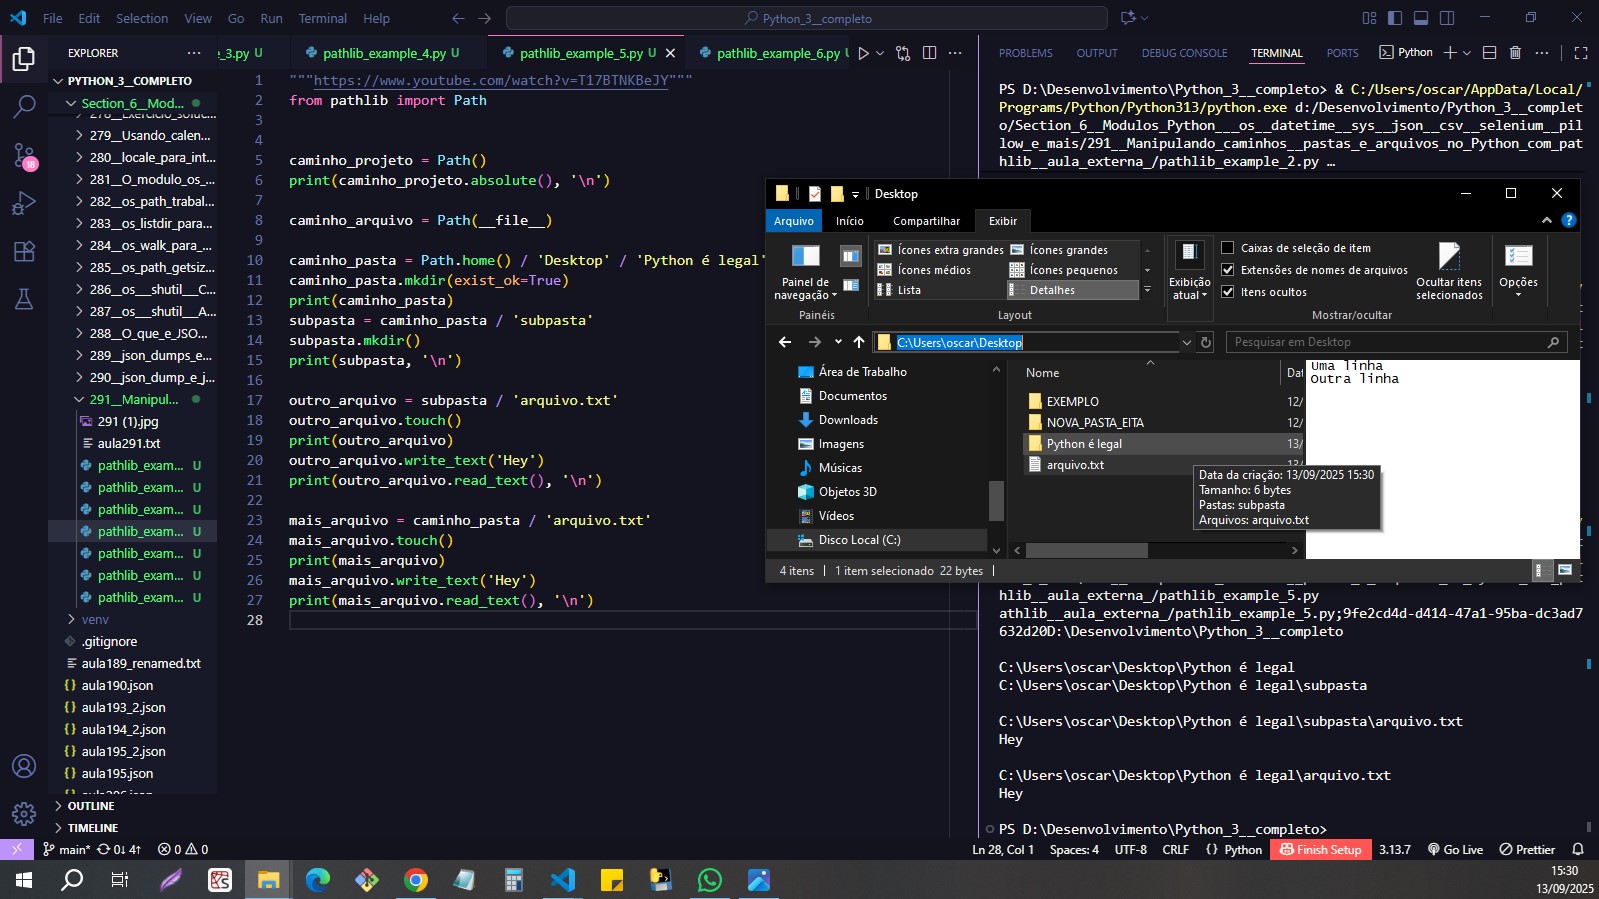 File Edit Selection View Go Run Terminal Help
Python_3__completo
EXPLORER
PYTHON_3__COMPLETO
Section_6__Mod...
279__Usando_calen...
280__locale_para_int...
281__O_modulo_os_...
282__os_path_trabal...
283__os_listdir_para...
284__os_walk_para_...
285__os_path_getsiz...
286__os___shutil___C...
287__os___shutil___A...
288__O_que_e_JSO...
289__json_dumps_e...
290__json_dump_e_j...
291__Manipul...
291 (1).jpg
aula291.txt
pathlib_exam... U
pathlib_exam... U
pathlib_exam... U
pathlib_exam... U
pathlib_exam... U
pathlib_exam... U
pathlib_exam... U
venv
.gitignore
aula189_renamed.txt
aula190.json
aula193_2.json
aula194_2.json
aula195_2.json
aula195.json
OUTLINE
TIMELINE
_3.py U pathlib_example_4.py U pathlib_example_5.py U pathlib_example_6.py U
1 """https://www.youtube.com/watch?v=T17BTNKBeJY"""
2 from pathlib import Path
3
4
5 caminho_projeto = Path()
6 print(caminho_projeto.absolute(), '\n')
7
8 caminho_arquivo = Path(__file__)
9
10 caminho_pasta = Path.home() / 'Desktop' / 'Python é legal'
11 caminho_pasta.mkdir(exist_ok=True)
12 print(caminho_pasta)
13 subpasta = caminho_pasta / 'subpasta'
14 subpasta.mkdir()
15 print(subpasta, '\n')
16
17 outro_arquivo = subpasta / 'arquivo.txt'
18 outro_arquivo.touch()
19 print(outro_arquivo)
20 outro_arquivo.write_text('Hey')
21 print(outro_arquivo.read_text(), '\n')
22
23 mais_arquivo = caminho_pasta / 'arquivo.txt'
24 mais_arquivo.touch()
25 print(mais_arquivo)
26 mais_arquivo.write_text('Hey')
27 print(mais_arquivo.read_text(), '\n')
28
PROBLEMS OUTPUT DEBUG CONSOLE TERMINAL PORTS Python
PS D:\Desenvolvimento\Python_3__completo> & C:/Users/oscar/AppData/Local/
Programs/Python/Python313/python.exe d:/Desenvolvimento/Python_3__complet
o/Section_6__Modulos_Python___os__datetime__sys__json__csv__selenium__pil
low_e_mais/291__Manipulando_caminhos__pastas_e_arquivos_no_Python_com_pat
hlib__aula_externa_/pathlib_example_2.py …
Desktop
Arquivo Início Compartilhar Exibir
Painel de navegação
Painéis
Ícones extra grandes Ícones grandes
Ícones médios Ícones pequenos
Lista Detalhes
Layout
Exibição atual
Caixas de seleção de item
Extensões de nomes de arquivos
Itens ocultos
Ocultar itens selecionados
Mostrar/ocultar
Opções
C:\Users\oscar\Desktop
Pesquisar em Desktop
Área de Trabalho
Documentos
Downloads
Imagens
Músicas
Objetos 3D
Vídeos
Disco Local (C:)
Nome Dat
EXEMPLO 12/
NOVA_PASTA_EITA 12/
Python é legal 13/
arquivo.txt 13/
Data da criação: 13/09/2025 15:30
Tamanho: 6 bytes
Pastas: subpasta
Arquivos: arquivo.txt
Uma linha
Outra linha
4 itens 1 item selecionado 22 bytes
hlib__aula_externa_/pathlib_example_5.py
athlib__aula_externa_/pathlib_example_5.py;9fe2cd4d-d414-47a1-95ba-dc3ad7
632d20D:\Desenvolvimento\Python_3__completo
C:\Users\oscar\Desktop\Python é legal
C:\Users\oscar\Desktop\Python é legal\subpasta
C:\Users\oscar\Desktop\Python é legal\subpasta\arquivo.txt
Hey
C:\Users\oscar\Desktop\Python é legal\arquivo.txt
Hey
PS D:\Desenvolvimento\Python_3__completo>
main* 0↓ 4↑ 0 0 Ln 28, Col 1 Spaces: 4 UTF-8 CRLF {} Python Finish Setup 3.13.7 Go Live Prettier
15:30
13/09/2025